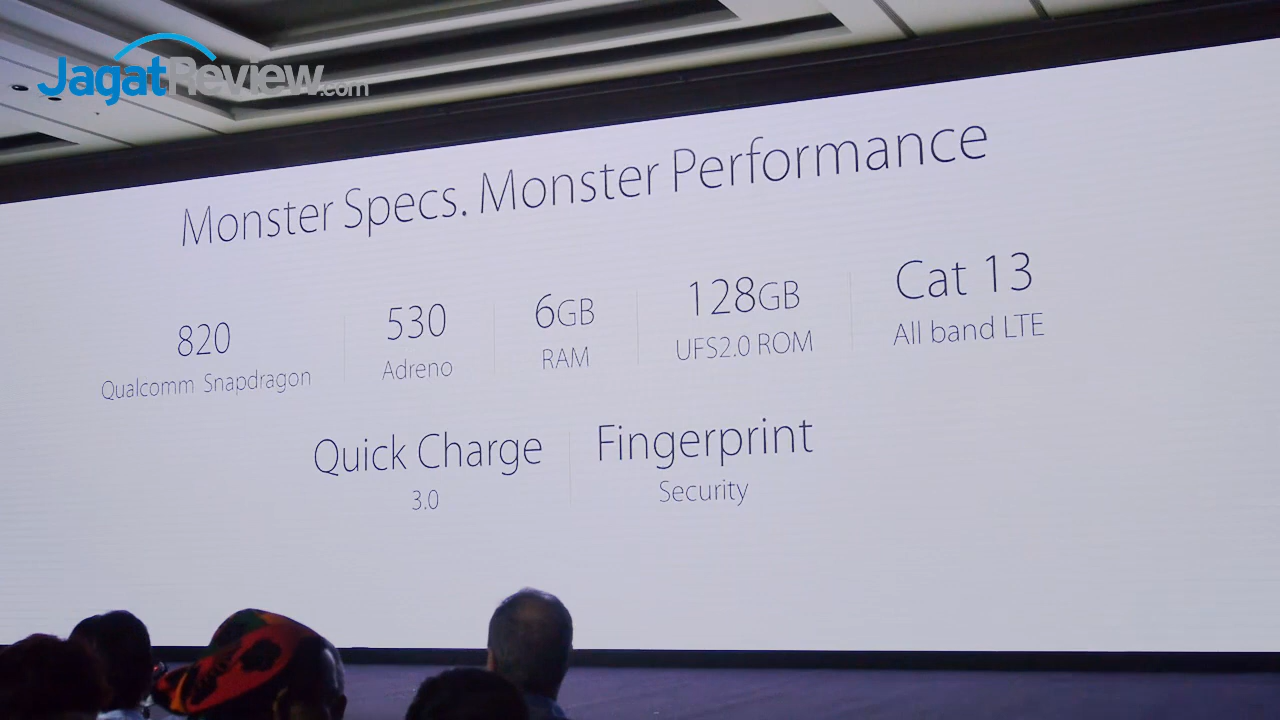 JagatReview.com
Monster Specs. Monster Performance
820
Qualcomm Snapdragon
530
Adreno
6GB
RAM
128GB
UFS2.0 ROM
Cat 13
All band LTE
Quick Charge
3.0
Fingerprint
Security